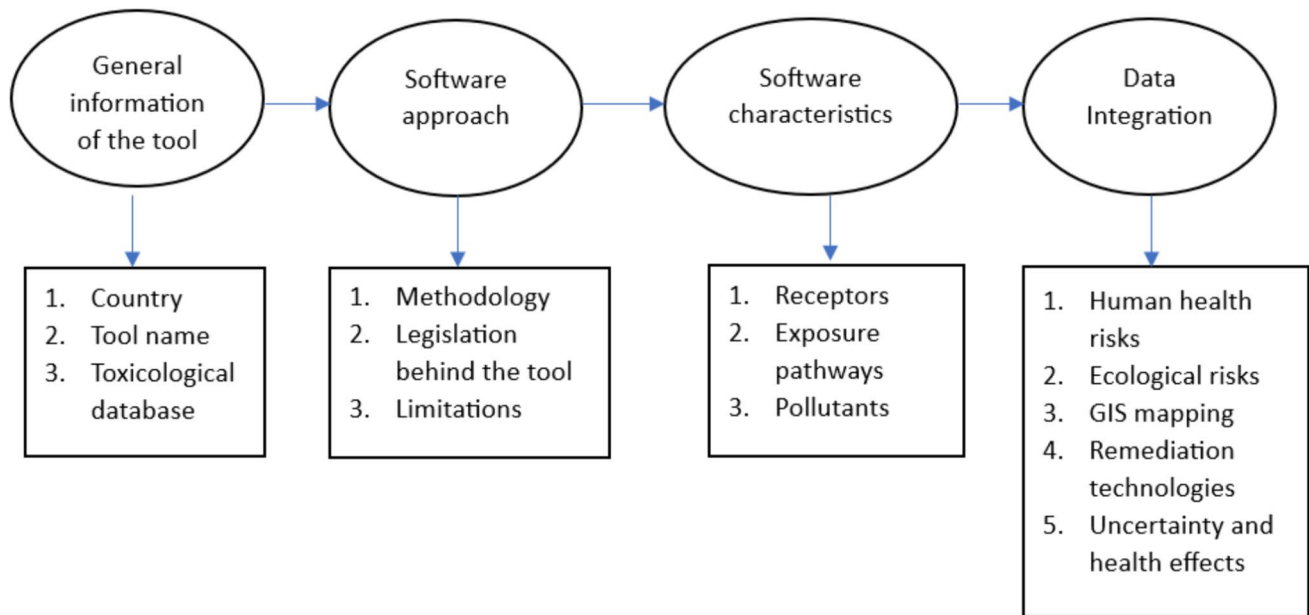 General
information
of the tool
Software
approach
Software
characteristics
Data
Integration
1. Country
2. Tool name
3. Toxicological
database
1. Methodology
2. Legislation
behind the tool
3. Limitations
1. Receptors
2. Exposure
pathways
3. Pollutants
1. Human health
risks
2. Ecological risks
3. GIS mapping
4. Remediation
technologies
5. Uncertainty and
health effects